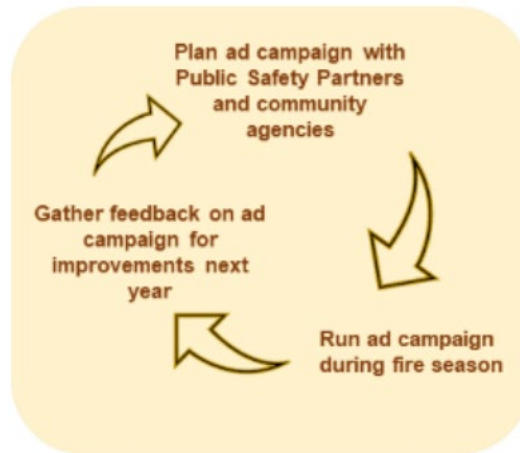 Plan ad campaign with
Public Safety Partners
and community
agencies
Run ad campaign
during fire season
Gather feedback on ad
campaign for
improvements next
year